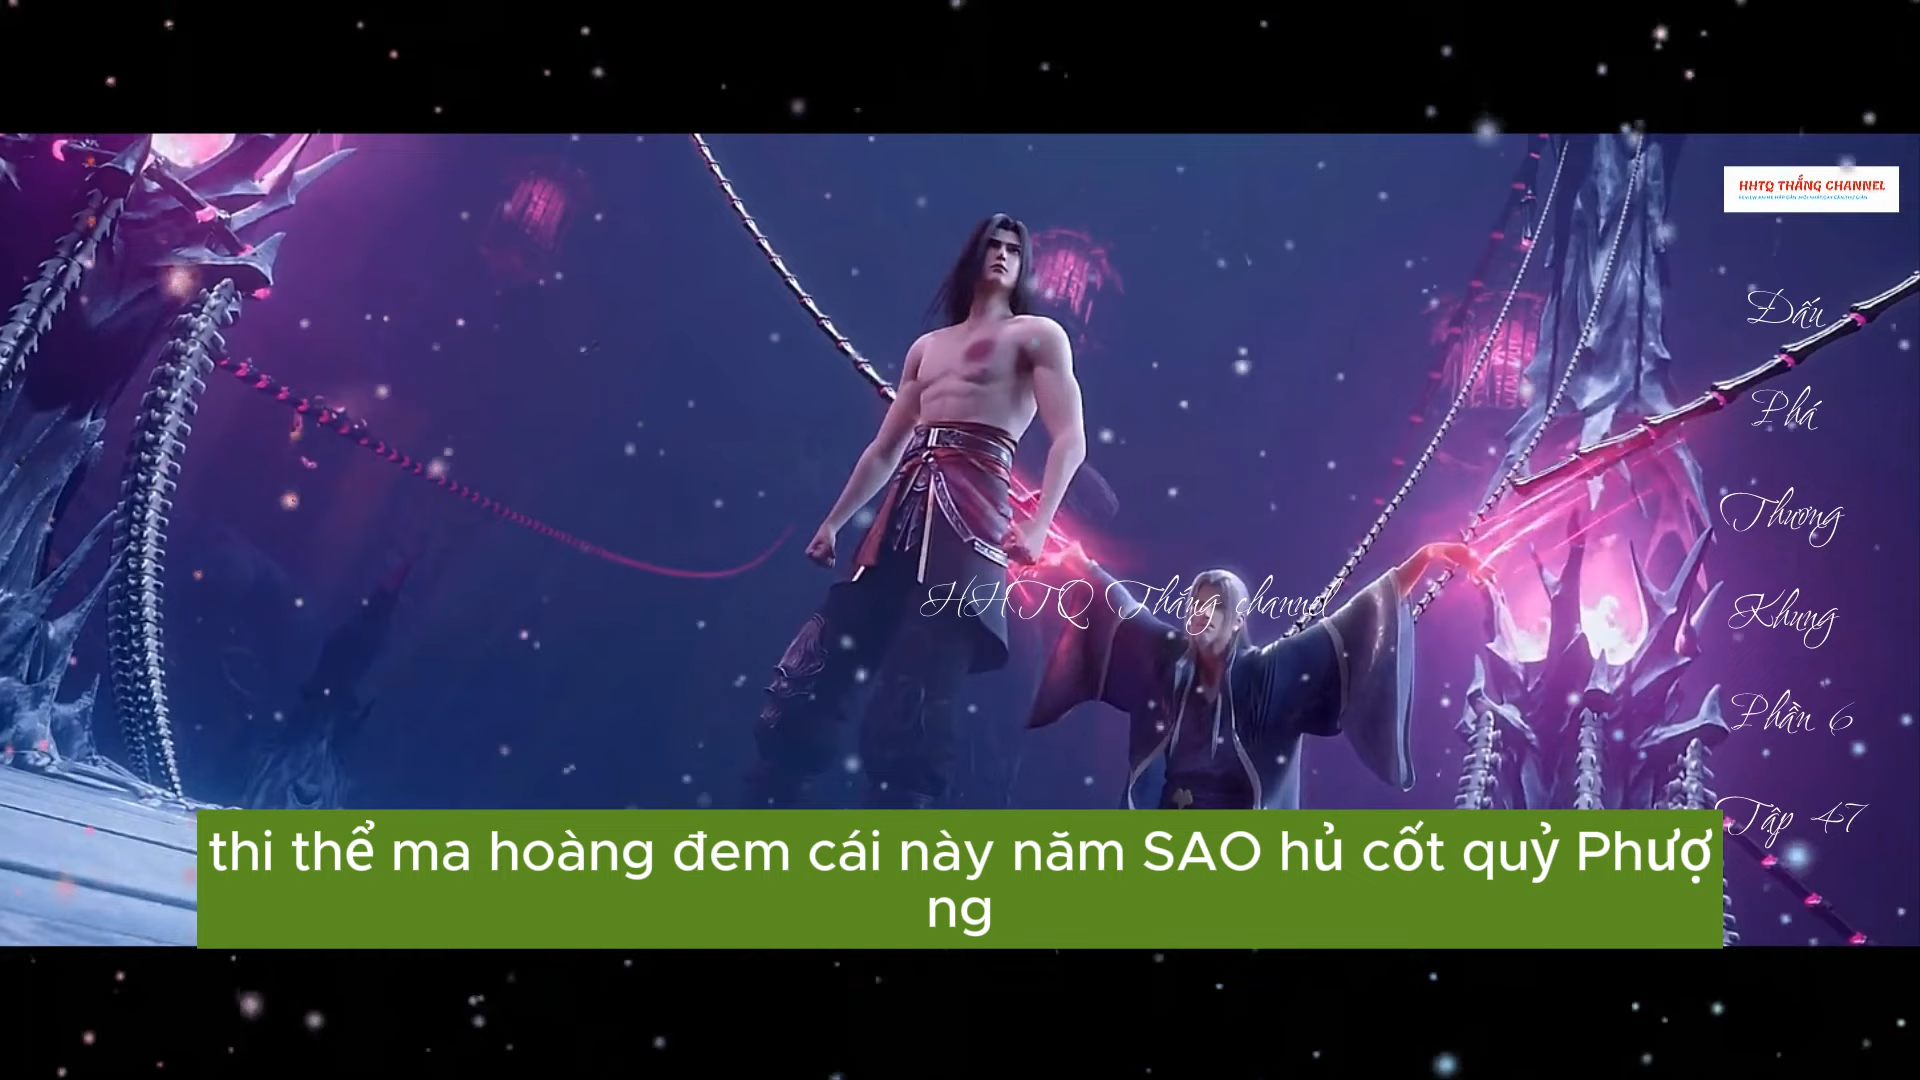 HHTQ THẮNG CHANNEL
Đấu
Phá
Thương
Khung
Phần 6
Tập 47
HHTQ Thắng channel
thi thể ma hoàng đem cái này năm SAO hủ cốt quỷ Phượ
ng